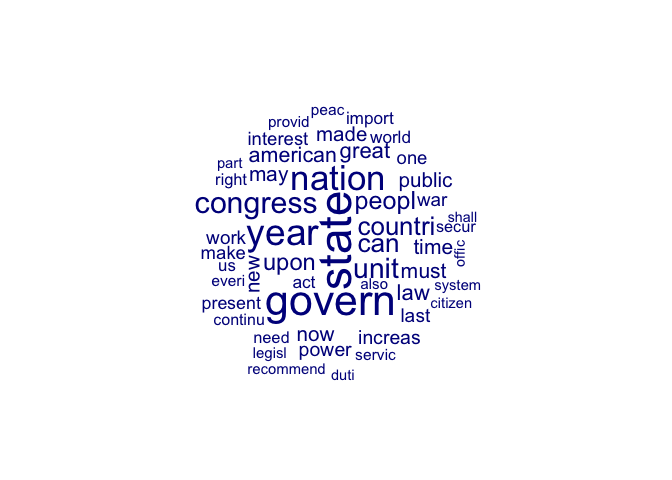 peac
provid import
interest made world
american great one
part
right may nation public
congress state peopl war
shall
year countri secur
work can time offic
make
us new upon unit must
everi act also system
present govern law citizen
continu last
need now increas
legisl power servic
recommend duti